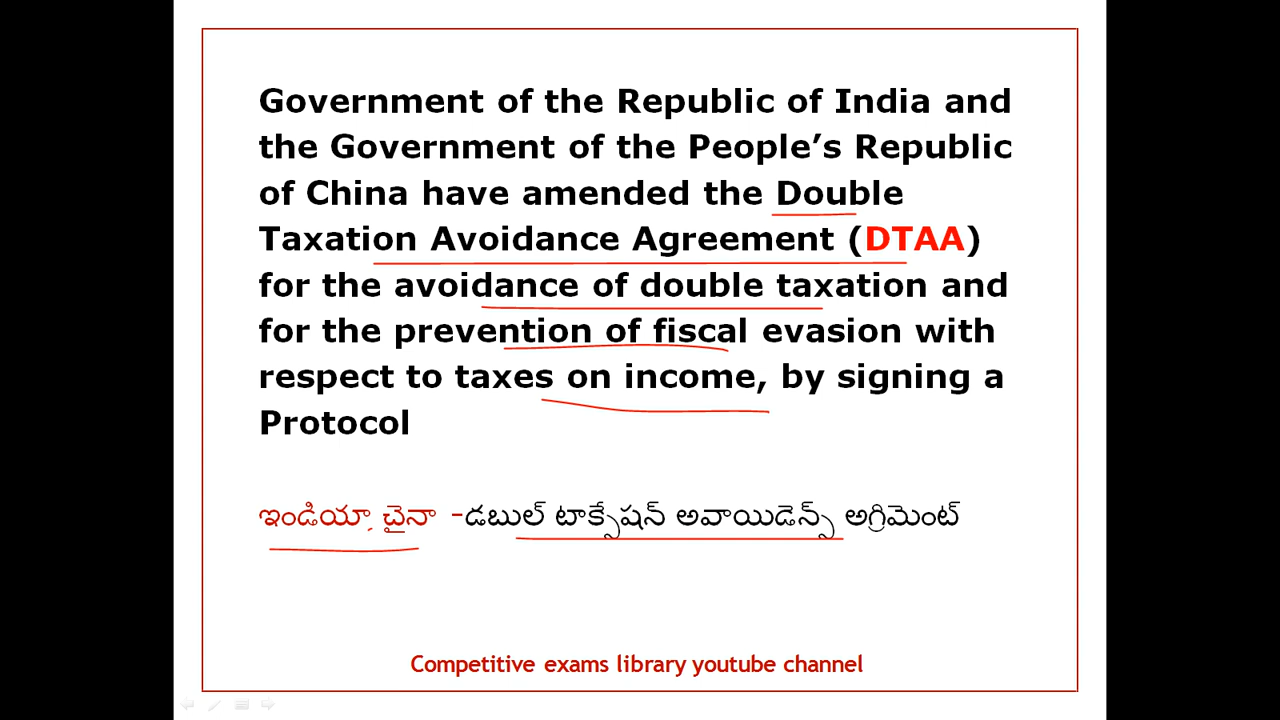 Government of the Republic of India and
the Government of the People’s Republic
of China have amended the Double
Taxation Avoidance Agreement (DTAA)
for the avoidance of double taxation and
for the prevention of fiscal evasion with
respect to taxes on income, by signing a
Protocol
ఇండియా, చైనా -డబుల్ టాక్సేషన్ అవాయిడెన్స్ అగ్రిమెంట్
Competitive exams library youtube channel